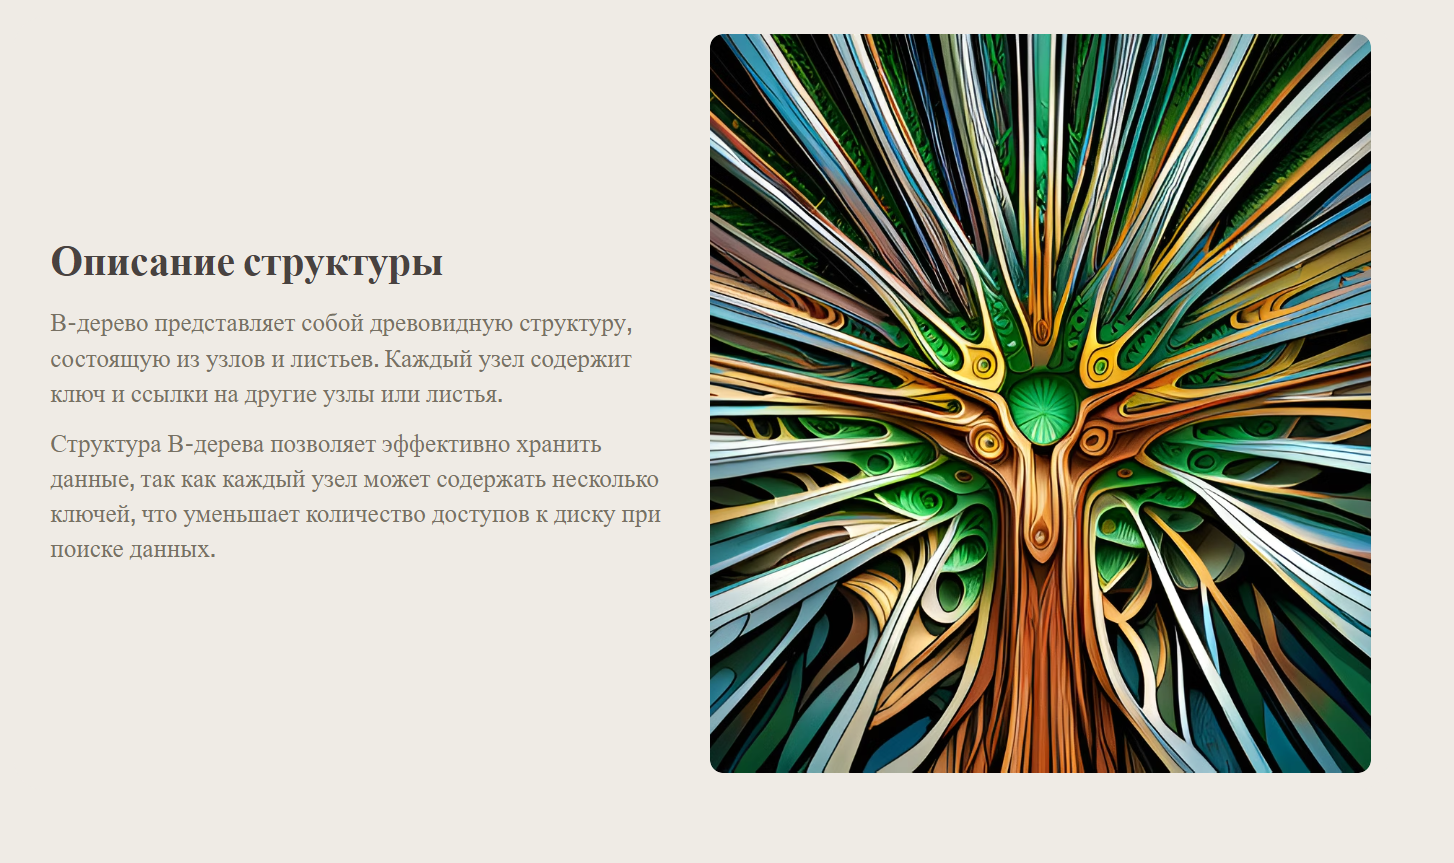 Описание структуры
В-дерево представляет собой древовидную структуру,
состоящую из узлов и листьев. Каждый узел содержит
ключ и ссылки на другие узлы или листья.
Структура В-дерева позволяет эффективно хранить
данные, так как каждый узел может содержать несколько
ключей, что уменьшает количество доступов к диску при
поиске данных.